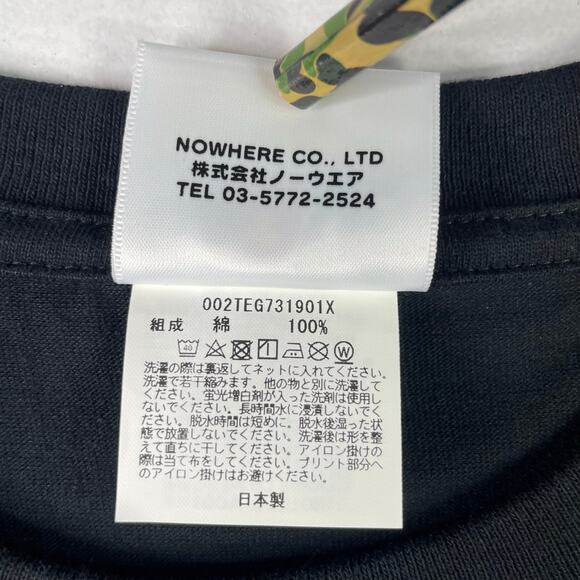 NOWHERE CO., LTD
株式会社ノーウエア
TEL 03-5772-2524
002TEG731901X
組成 綿 100%
40 W
洗濯の際は裏返してネットに入れてください。
洗濯で若干縮みます。他の物と別に洗濯して
ください。蛍光増白剤が入った洗剤は使用し
ないでください。長時間水に浸漬しないでく
ださい。脱水時間は短めに。脱水後湿った状
態で放置しないでください。洗濯後は形を整
えて直ちに干してください。アイロン掛け
の際は当て布をしてください。プリント部分へ
のアイロン掛けはお避けください。
日本製